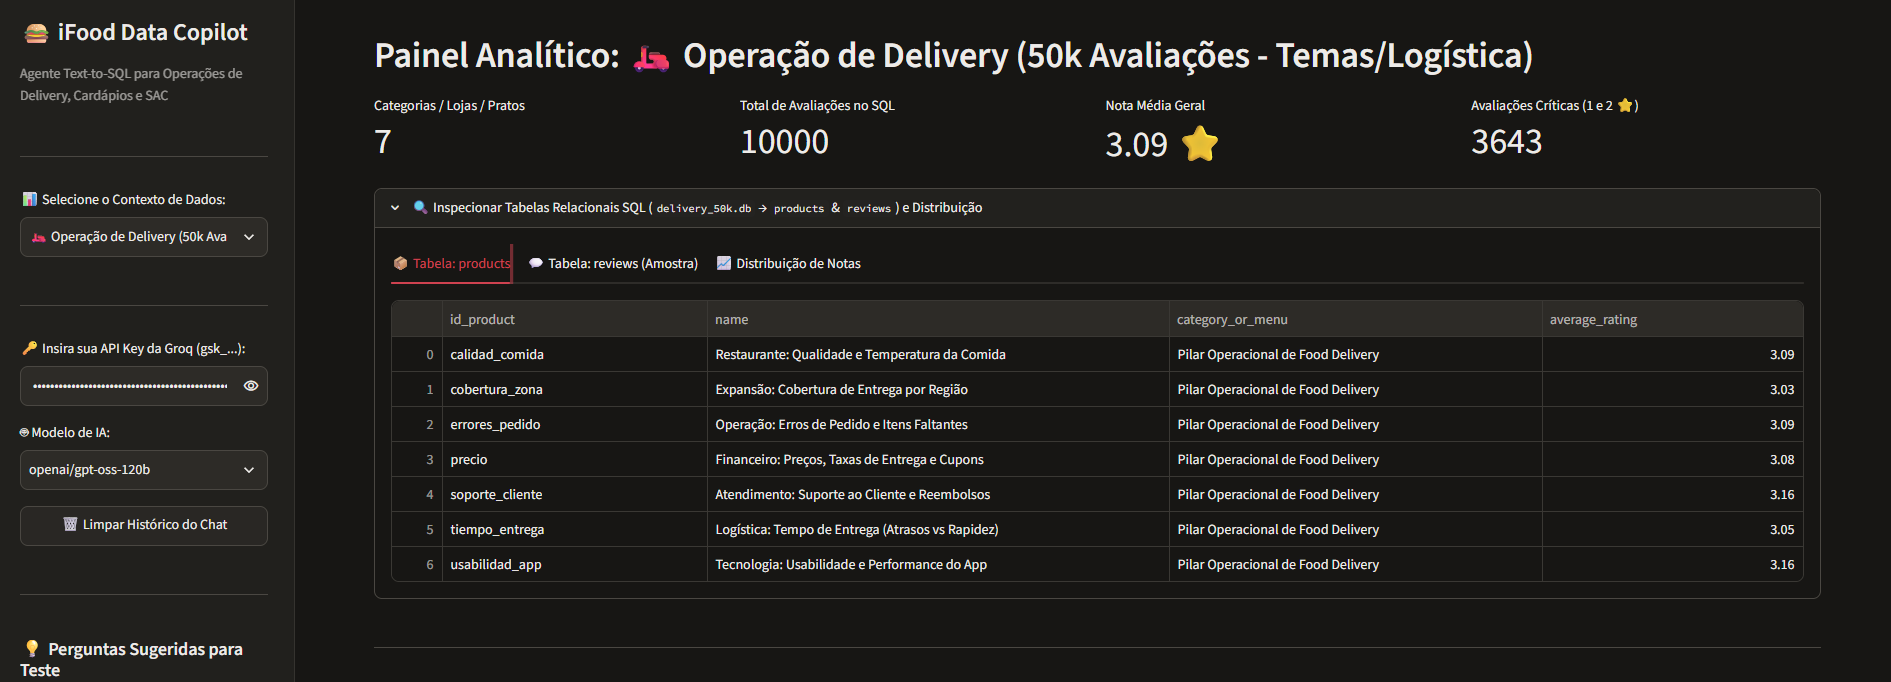 🍔 iFood Data Copilot
Agente Text-to-SQL para Operações de
Delivery, Cardápios e SAC
📊 Selecione o Contexto de Dados:
🛵 Operação de Delivery (50k Ava
🔑 Insira sua API Key da Groq (gsk_...):
Modelo de IA:
openai/gpt-oss-120b
🗑️ Limpar Histórico do Chat
💡 Perguntas Sugeridas para
Teste
Painel Analítico: 🛵 Operação de Delivery (50k Avaliações - Temas/Logística)
Categorias / Lojas / Pratos
7
Total de Avaliações no SQL
10000
Nota Média Geral
3.09 ⭐
Avaliações Críticas (1 e 2 ⭐)
3643
🔍 Inspecionar Tabelas Relacionais SQL ( delivery_50k.db → products & reviews ) e Distribuição
📦 Tabela: products 💬 Tabela: reviews (Amostra) 📈 Distribuição de Notas
id_product name category_or_menu average_rating
0 calidad_comida Restaurante: Qualidade e Temperatura da Comida Pilar Operacional de Food Delivery 3.09
1 cobertura_zona Expansão: Cobertura de Entrega por Região Pilar Operacional de Food Delivery 3.03
2 errores_pedido Operação: Erros de Pedido e Itens Faltantes Pilar Operacional de Food Delivery 3.09
3 precio Financeiro: Preços, Taxas de Entrega e Cupons Pilar Operacional de Food Delivery 3.08
4 soporte_cliente Atendimento: Suporte ao Cliente e Reembolsos Pilar Operacional de Food Delivery 3.16
5 tiempo_entrega Logística: Tempo de Entrega (Atrasos vs Rapidez) Pilar Operacional de Food Delivery 3.05
6 usabilidad_app Tecnologia: Usabilidade e Performance do App Pilar Operacional de Food Delivery 3.16